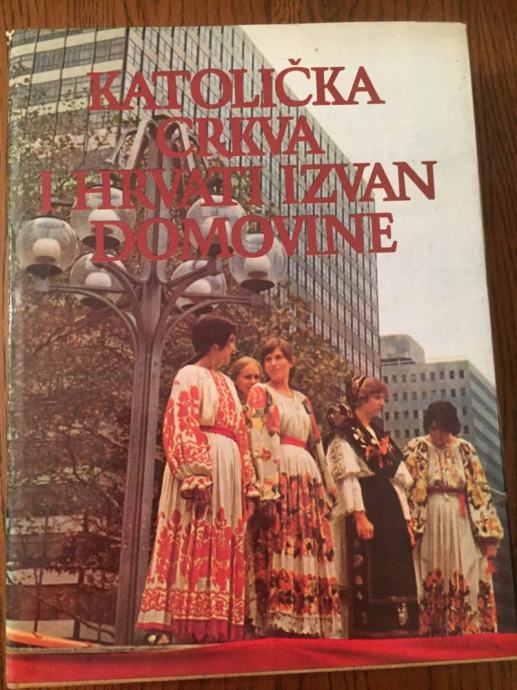 KATOLIČKA
CRKVA
I HRVATI IZVAN
DOMOVINE